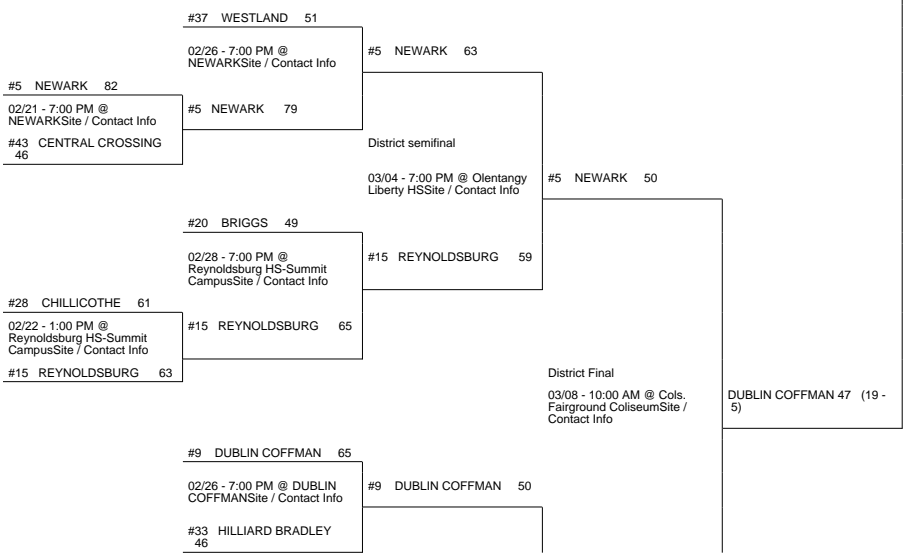 #37 WESTLAND 51
02/26 - 7:00 PM @
NEWARKSite / Contact Info
#5 NEWARK 63
#5 NEWARK 82
02/21 - 7:00 PM @
NEWARKSite / Contact Info
#5 NEWARK 79
#43 CENTRAL CROSSING
46
District semifinal
03/04 - 7:00 PM @ Olentangy
Liberty HSSite / Contact Info
#5 NEWARK 50
#20 BRIGGS 49
02/28 - 7:00 PM @
Reynoldsburg HS-Summit
CampusSite / Contact Info
#15 REYNOLDSBURG 59
#28 CHILLICOTHE 61
02/22 - 1:00 PM @
Reynoldsburg HS-Summit
CampusSite / Contact Info
#15 REYNOLDSBURG 65
#15 REYNOLDSBURG 63
District Final
03/08 - 10:00 AM @ Cols.
Fairground ColiseumSite /
Contact Info
DUBLIN COFFMAN 47 (19 -
5)
#9 DUBLIN COFFMAN 65
02/26 - 7:00 PM @ DUBLIN
COFFMANSite / Contact Info
#9 DUBLIN COFFMAN 50
#33 HILLIARD BRADLEY
46